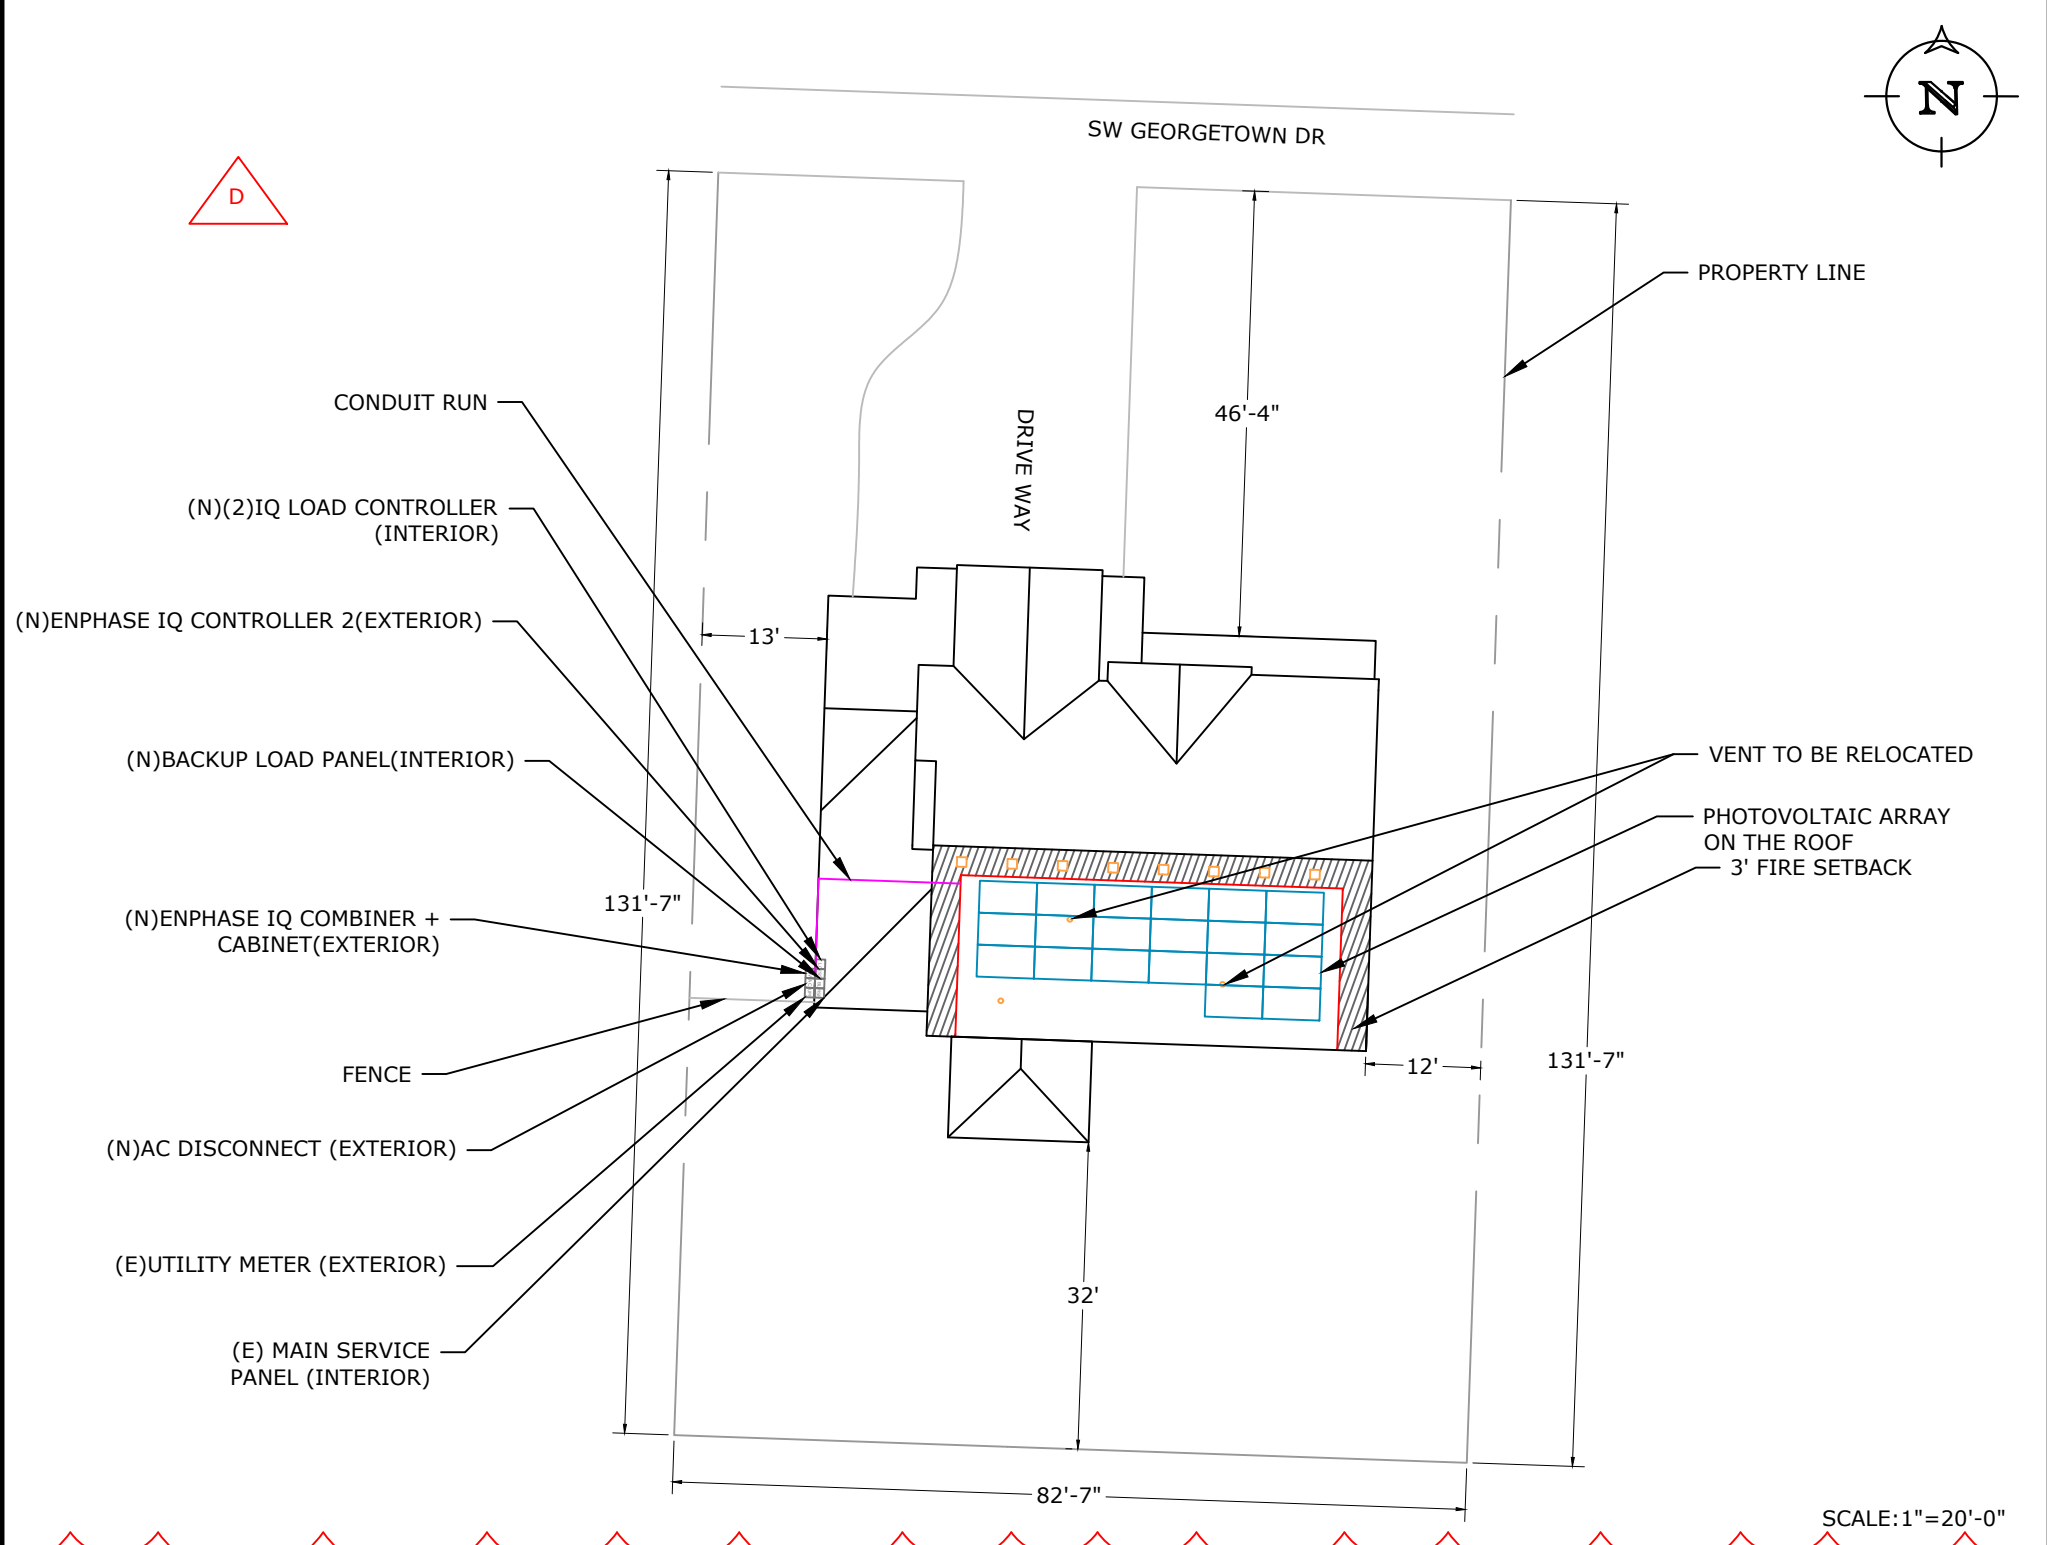 N
SW GEORGETOWN DR
D
PROPERTY LINE
CONDUIT RUN
46'-4"
DRIVE WAY
(N)(2)IQ LOAD CONTROLLER
(INTERIOR)
(N)ENPHASE IQ CONTROLLER 2(EXTERIOR)
13'
(N)BACKUP LOAD PANEL(INTERIOR)
VENT TO BE RELOCATED
PHOTOVOLTAIC ARRAY
ON THE ROOF
3' FIRE SETBACK
131'-7"
(N)ENPHASE IQ COMBINER +
CABINET(EXTERIOR)
FENCE
12'
131'-7"
(N)AC DISCONNECT (EXTERIOR)
(E)UTILITY METER (EXTERIOR)
32'
(E) MAIN SERVICE
PANEL (INTERIOR)
82'-7"
SCALE:1"=20'-0"